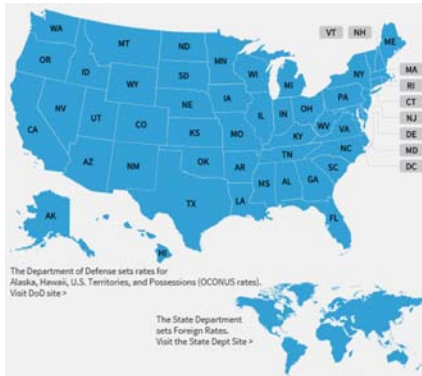 VT NH
WA
MT ND ME
OR MN
ID SD WI NY MA
WY MI RI
IA PA CT
NE OH NJ
NV IL IN
UT CO WV VA DE
CA KS MO KY MD
NC DC
TN
AZ NM OK AR SC
MS AL GA
TX LA
AK FL
HI
The Department of Defense sets rates for
Alaska, Hawaii, U.S. Territories, and Possessions (OCONUS rates).
Visit DoD site >
The State Department
sets Foreign Rates.
Visit the State Dept Site >